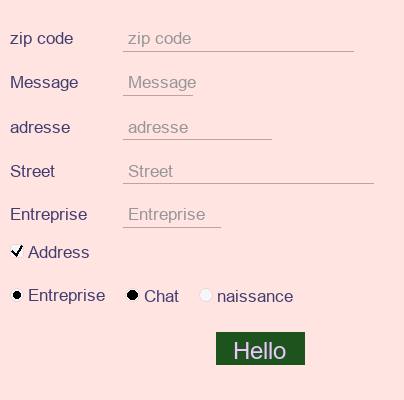 zip code zip code
Message Message
adresse adresse
Street Street
Entreprise Entreprise
Address
Entreprise Chat naissance
Hello